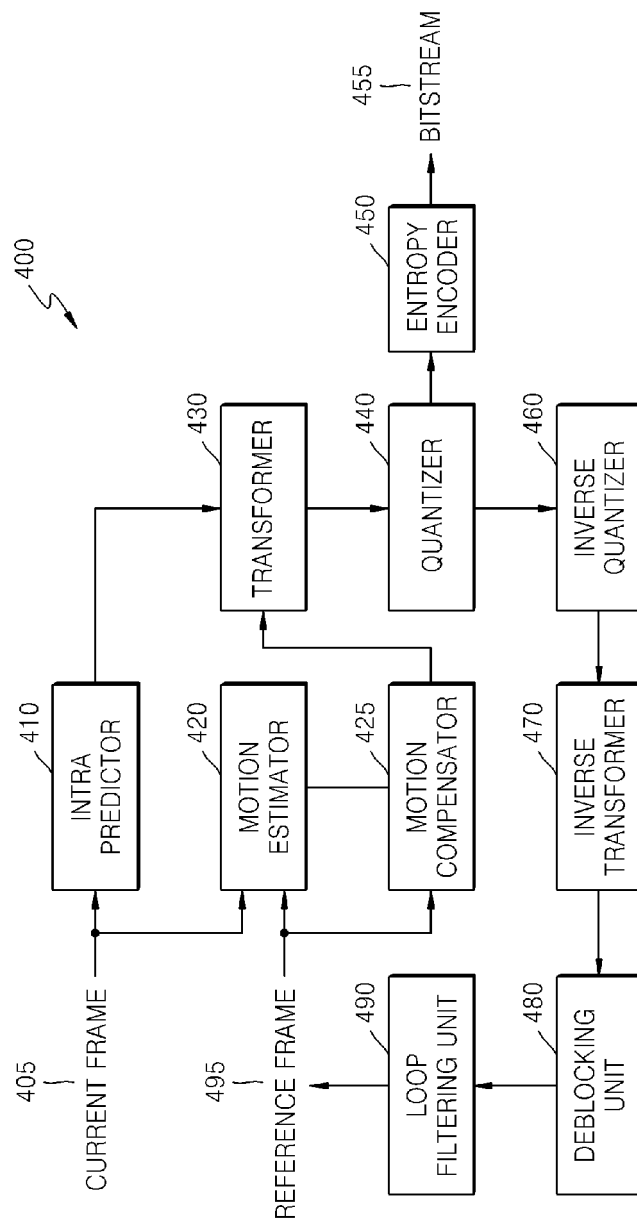 400
405
CURRENT FRAME
410
INTRA
PREDICTOR
495
REFERENCE FRAME
420
MOTION
ESTIMATOR
430
TRANSFORMER
425
MOTION
COMPENSATOR
440
QUANTIZER
450
ENTROPY
ENCODER
455
BITSTREAM
490
LOOP
FILTERING UNIT
480
DEBLOCKING
UNIT
470
INVERSE
TRANSFORMER
460
INVERSE
QUANTIZER